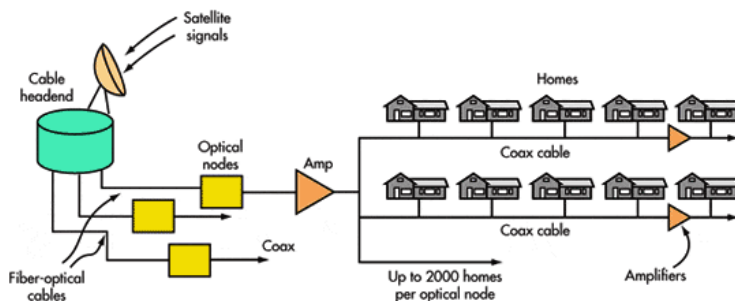 Satellite
signals
Cable
headend
Homes
Optical
nodes
Amp
Coax cable
Coax cable
Coax
Fiber-optical
cables
Up to 2000 homes
per optical node
Amplifiers